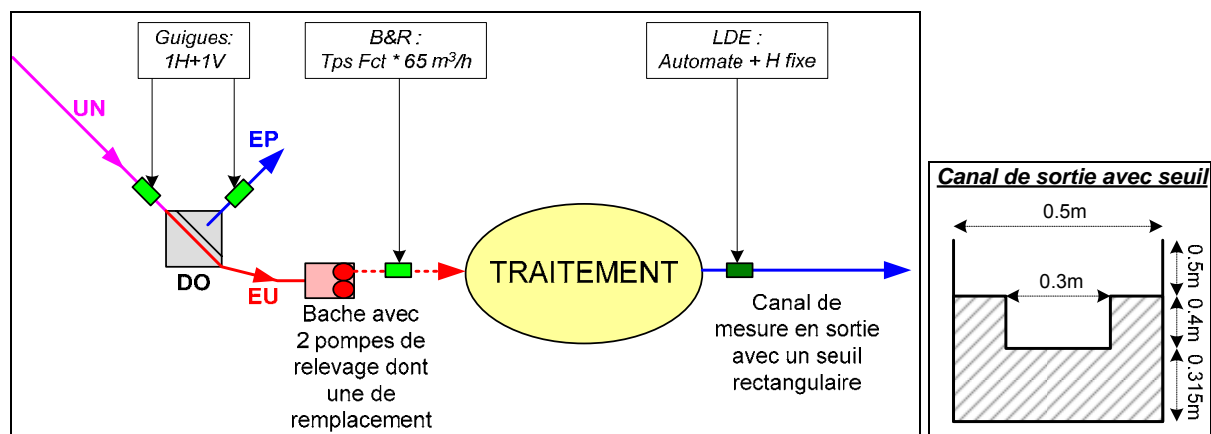 Guigues:
1H+1V
B&R :
Tps Fct * 65 m³/h
LDE :
Automate + H fixe
UN
EP
DO
EU
Bache avec
2 pompes de
relevage dont
une de
remplacement
TRAITEMENT
Canal de
mesure en sortie
avec un seuil
rectangulaire
Canal de sortie avec seuil
0.5m
0.3m
0.5m
0.4m
0.315m